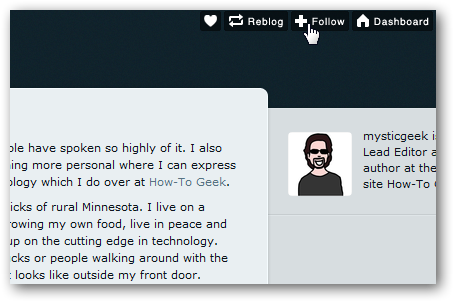 Reblog Follow Dashboard
ple have spoken so highly of it. I also
ning more personal where I can express
ology which I do over at How-To Geek.
icks of rural Minnesota. I live on a
rowing my own food, live in peace and
up on the cutting edge in technology.
cks or people walking around with the
t looks like outside my front door.
mysticgeek is
Lead Editor a
author at the
site How-To